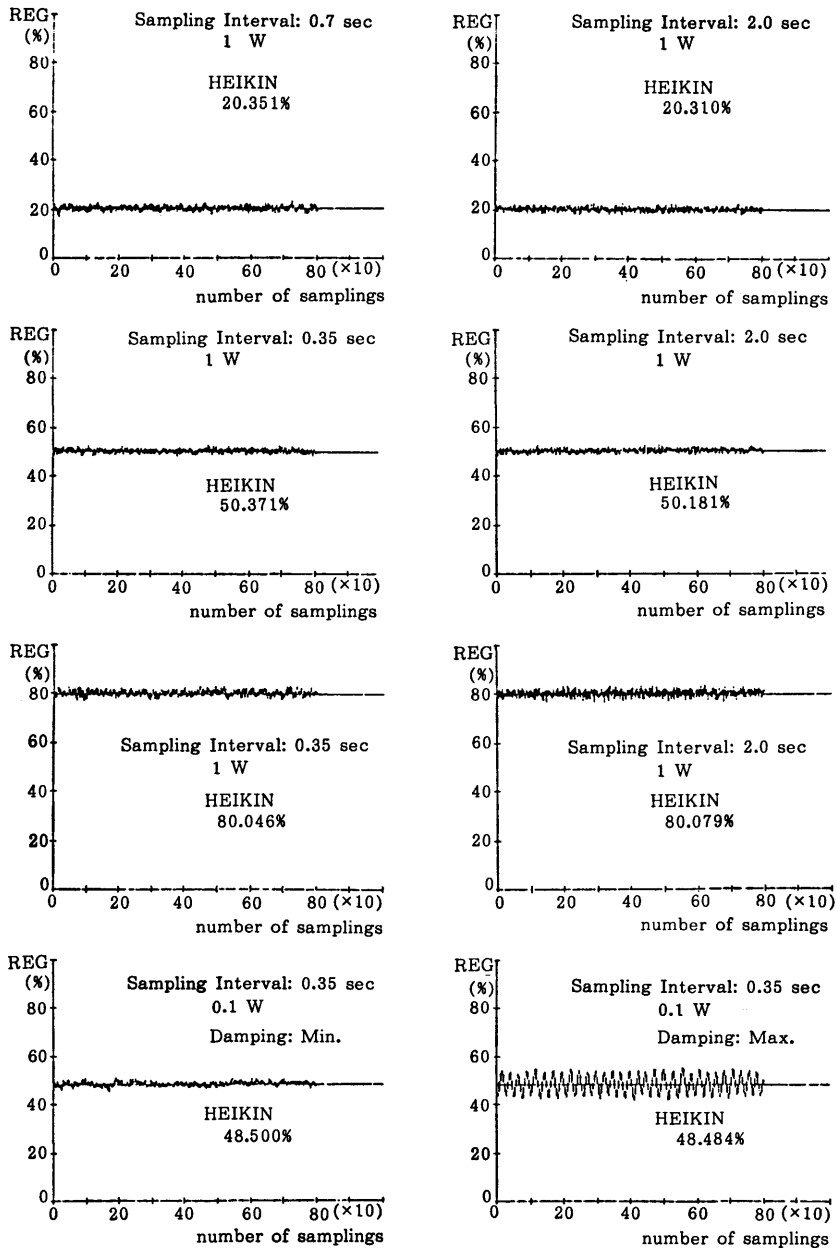 REG
(%)
Sampling Interval: 0.7 sec
1 W
HEIKIN
20.351%
80
60
40
20
0
0 20 40 60 80 (×10)
number of samplings
REG
(%)
Sampling Interval: 2.0 sec
1 W
HEIKIN
20.310%
80
60
40
20
0
0 20 40 60 80 (×10)
number of samplings
REG
(%)
Sampling Interval: 0.35 sec
1 W
HEIKIN
50.371%
80
60
40
20
0
0 20 40 60 80 (×10)
number of samplings
REG
(%)
Sampling Interval: 2.0 sec
1 W
HEIKIN
50.181%
80
60
40
20
0
0 20 40 60 80 (×10)
number of samplings
REG
(%)
80
60
40
20
0
Sampling Interval: 0.35 sec
1 W
HEIKIN
80.046%
0 20 40 60 80 (×10)
number of samplings
REG
(%)
80
60
40
20
0
Sampling Interval: 2.0 sec
1 W
HEIKIN
80.079%
0 20 40 60 80 (×10)
number of samplings
REG
(%)
Sampling Interval: 0.35 sec
0.1 W
Damping: Min.
HEIKIN
48.500%
80
60
40
20
0
0 20 40 60 80 (×10)
number of samplings
REG
(%)
Sampling Interval: 0.35 sec
0.1 W
Damping: Max.
HEIKIN
48.484%
80
60
40
20
0
0 20 40 60 80 (×10)
number of samplings